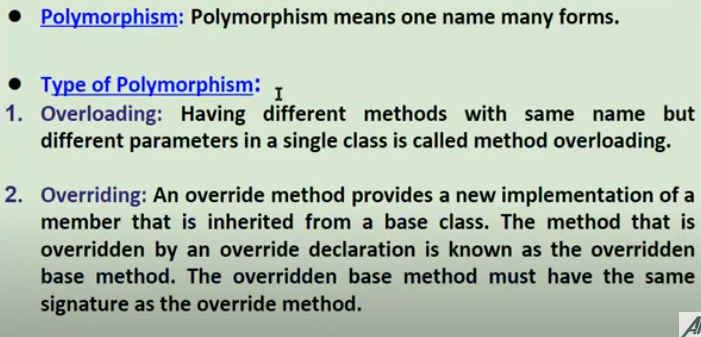 • Polymorphism: Polymorphism means one name many forms.
• Type of Polymorphism:
1. Overloading: Having different methods with same name but
different parameters in a single class is called method overloading.
2. Overriding: An override method provides a new implementation of a
member that is inherited from a base class. The method that is
overridden by an override declaration is known as the overridden
base method. The overridden base method must have the same
signature as the override method.